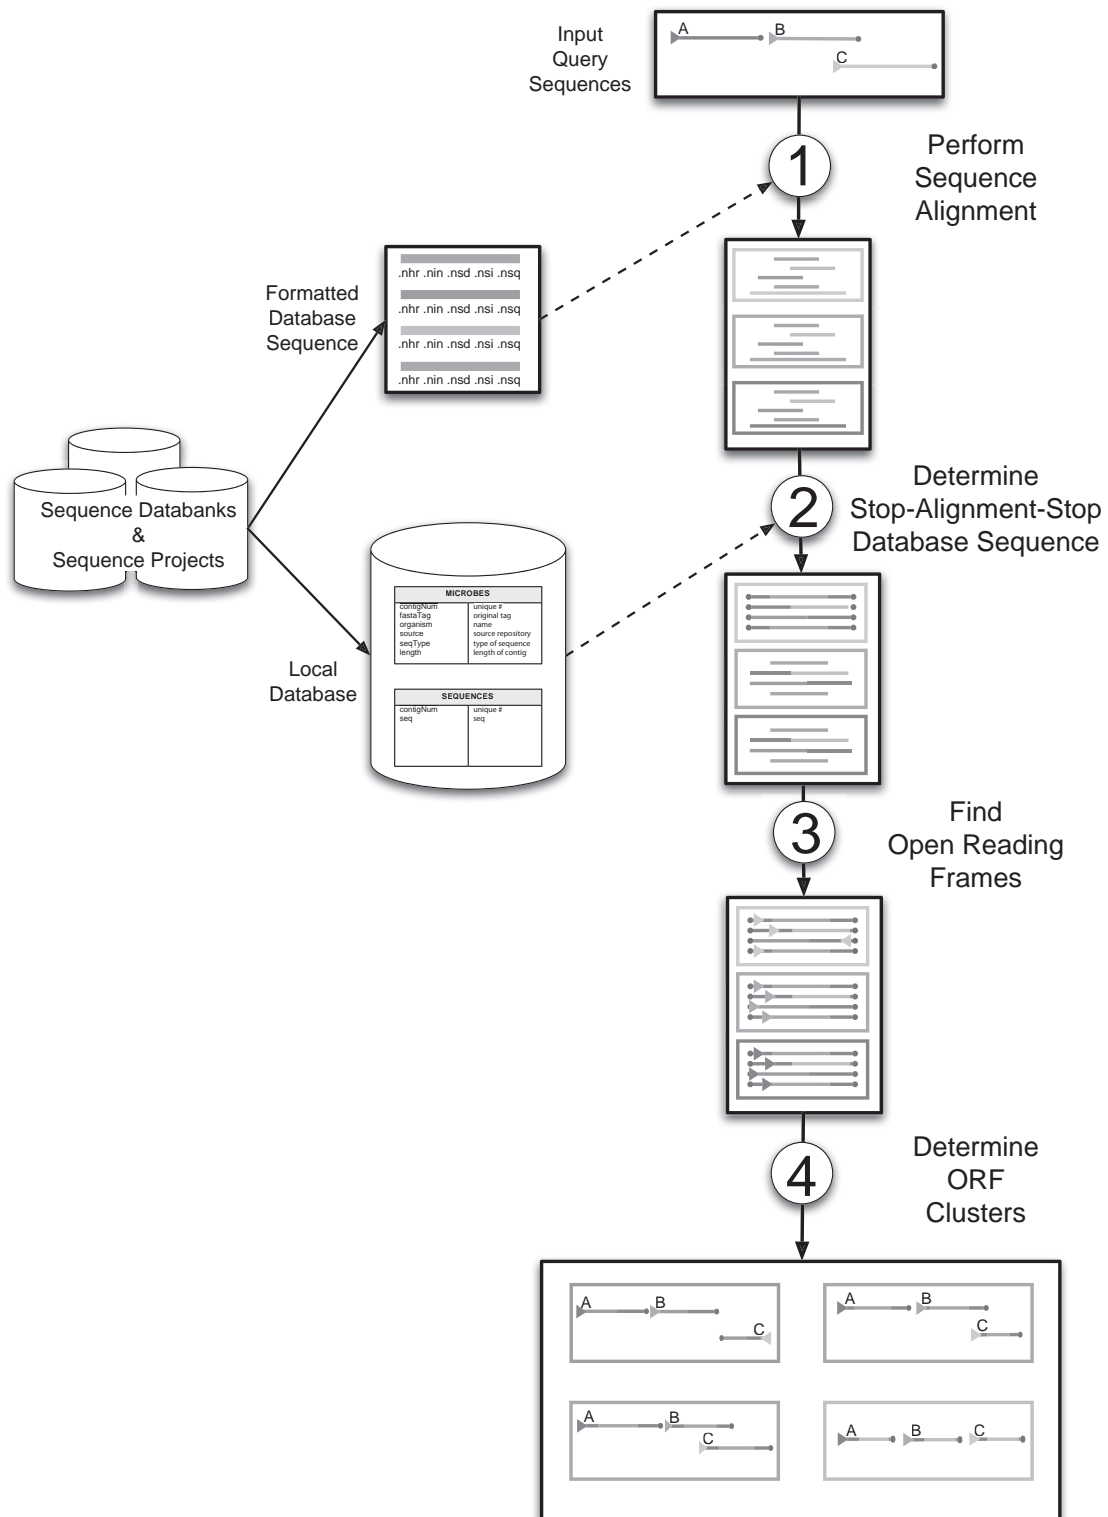 Input
Query
Sequences
A
B
C
1
Perform
Sequence
Alignment
.nhr .nin .nsd .nsi .nsq
.nhr .nin .nsd .nsi .nsq
.nhr .nin .nsd .nsi .nsq
.nhr .nin .nsd .nsi .nsq
Formatted
Database
Sequence
Sequence Databanks
&
Sequence Projects
2
Determine
Stop-Alignment-Stop
Database Sequence
MICROBES
contigNum unique #
fastaTag original tag
organism name
source source repository
seqType type of sequence
length length of contig
SEQUENCES
contigNum unique #
seq seq
Local
Database
3
Find
Open Reading
Frames
4
Determine
ORF
Clusters
A B
C
A B
C
A B
C
A B C